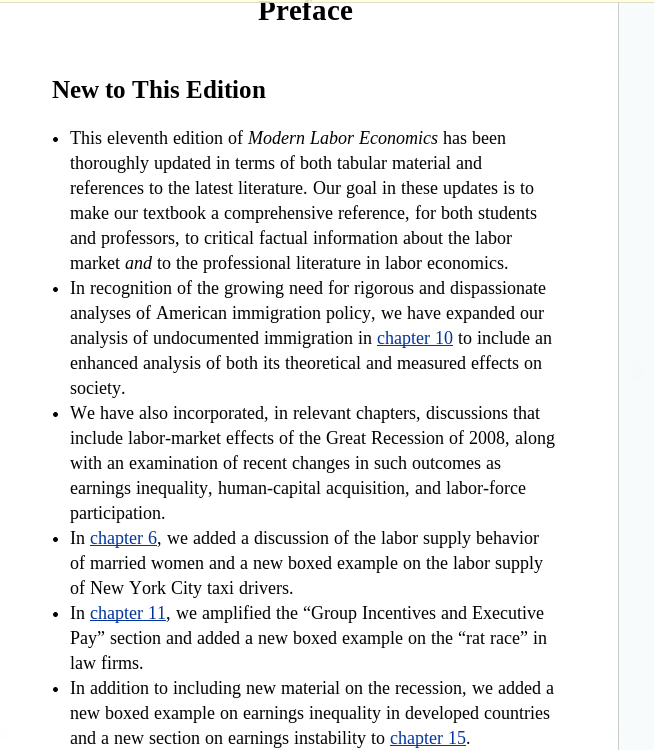 Preface
New to This Edition
• This eleventh edition of Modern Labor Economics has been
thoroughly updated in terms of both tabular material and
references to the latest literature. Our goal in these updates is to
make our textbook a comprehensive reference, for both students
and professors, to critical factual information about the labor
market and to the professional literature in labor economics.
• In recognition of the growing need for rigorous and dispassionate
analyses of American immigration policy, we have expanded our
analysis of undocumented immigration in chapter 10 to include an
enhanced analysis of both its theoretical and measured effects on
society.
• We have also incorporated, in relevant chapters, discussions that
include labor-market effects of the Great Recession of 2008, along
with an examination of recent changes in such outcomes as
earnings inequality, human-capital acquisition, and labor-force
participation.
• In chapter 6, we added a discussion of the labor supply behavior
of married women and a new boxed example on the labor supply
of New York City taxi drivers.
• In chapter 11, we amplified the “Group Incentives and Executive
Pay” section and added a new boxed example on the “rat race” in
law firms.
• In addition to including new material on the recession, we added a
new boxed example on earnings inequality in developed countries
and a new section on earnings instability to chapter 15.